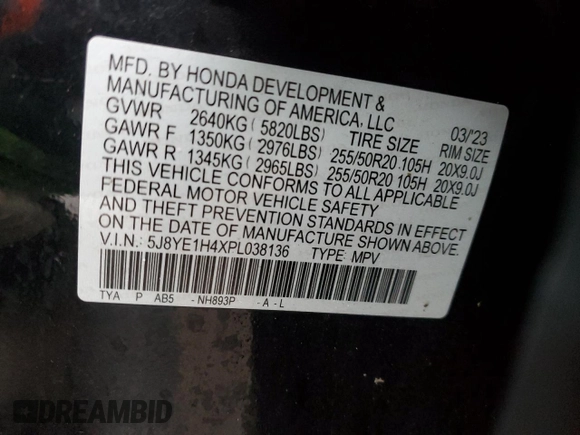 MFD. BY HONDA DEVELOPMENT &
MANUFACTURING OF AMERICA, LLC 03/'23
GVWR 2640KG ( 5820LBS) TIRE SIZE RIM SIZE
GAWR F 1350KG ( 2976LBS) 255/50R20 105H 20X9.0J
GAWR R 1345KG ( 2965LBS) 255/50R20 105H 20X9.0J
THIS VEHICLE CONFORMS TO ALL APPLICABLE
FEDERAL MOTOR VEHICLE SAFETY
AND THEFT PREVENTION STANDARDS IN EFFECT
ON THE DATE OF MANUFACTURE SHOWN ABOVE.
V.I.N.: 5J8YE1H4XPL038136 TYPE: MPV
TYA P AB5 -NH893P -A-L
DREAMBID